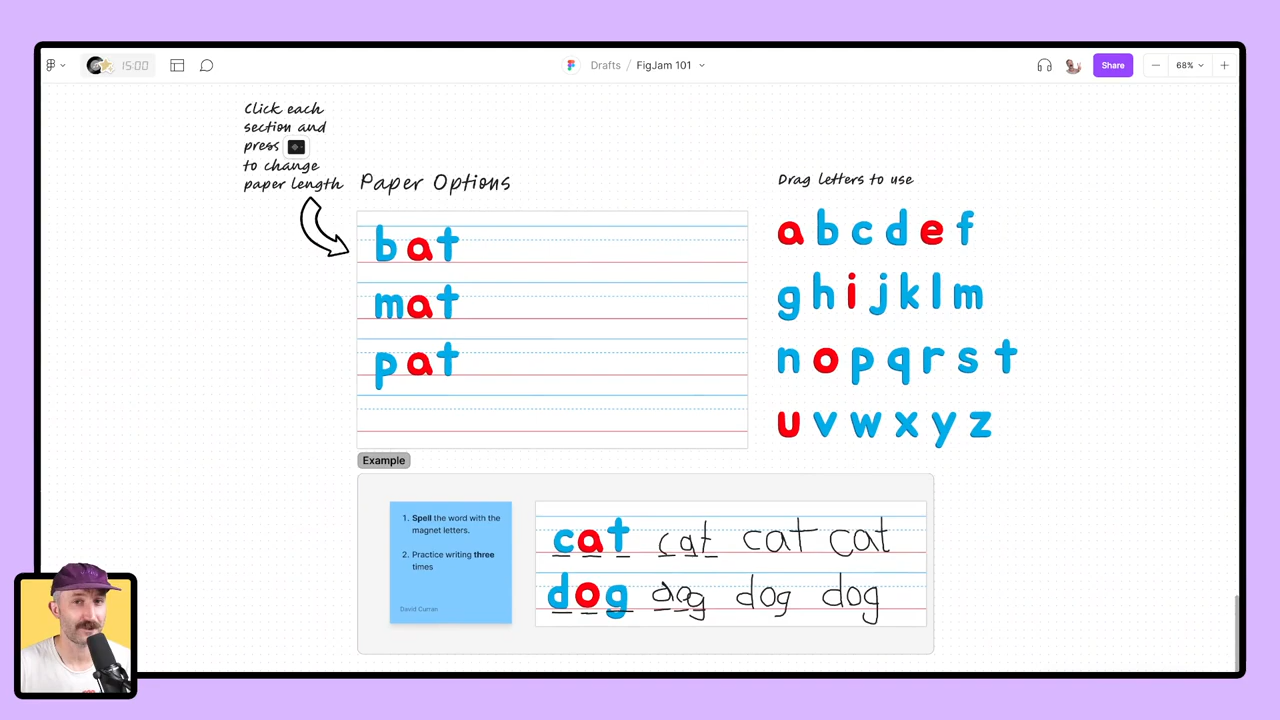 15:00
Drafts / FigJam 101
Share
68%
Click each
section and
press
to change
paper length
Paper Options
bat
mat
pat
Drag letters to use
a b c d e f
g h i j k l m
n o p q r s t
u v w x y z
Example
1. Spell the word with the
magnet letters.
2. Practice writing three
times
David Curran
cat cat cat cat
dog dog dog dog